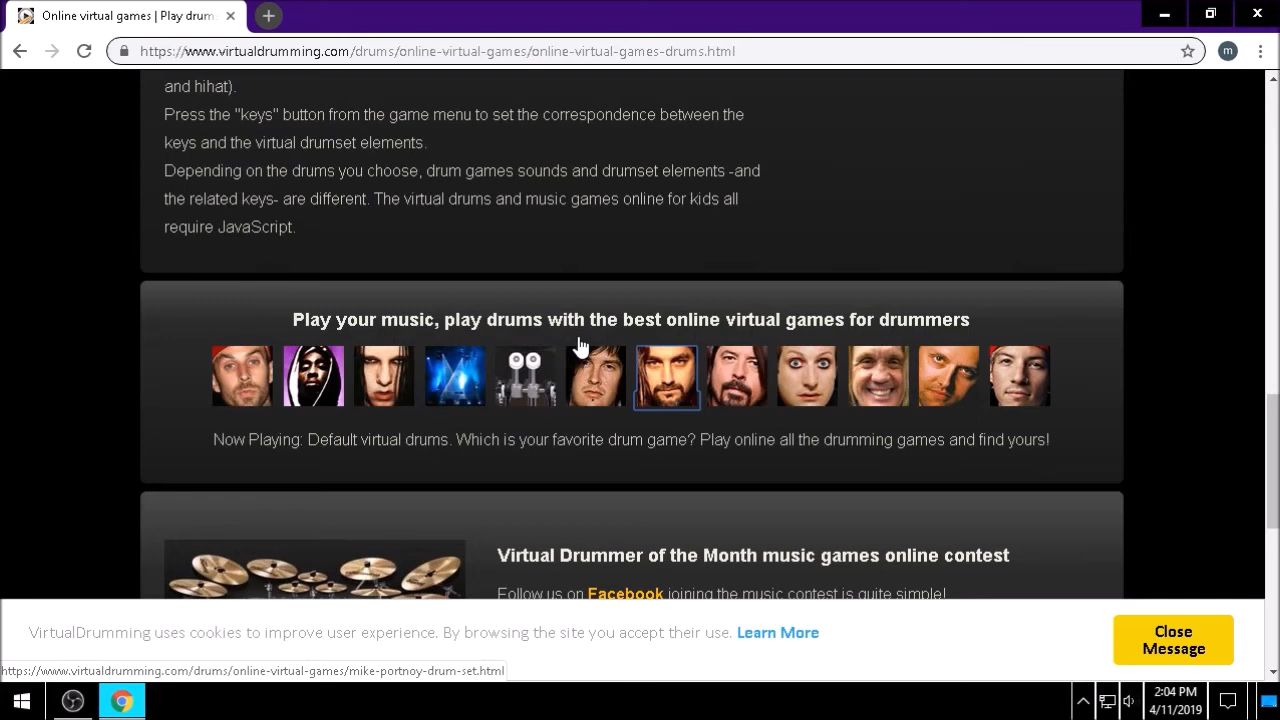 Online virtual games | Play drum
https://www.virtualdrumming.com/drums/online-virtual-games/online-virtual-games-drums.html
m
and hihat).
Press the "keys" button from the game menu to set the correspondence between the
keys and the virtual drumset elements.
Depending on the drums you choose, drum games sounds and drumset elements -and
the related keys- are different. The virtual drums and music games online for kids all
require JavaScript.
Play your music, play drums with the best online virtual games for drummers
Now Playing: Default virtual drums. Which is your favorite drum game? Play online all the drumming games and find yours!
Virtual Drummer of the Month music games online contest
Follow us on Facebook joining the music contest is quite simple!
VirtualDrumming uses cookies to improve user experience. By browsing the site you accept their use. Learn More
Close
Message
https://www.virtualdrumming.com/drums/online-virtual-games/mike-portnoy-drum-set.html
2:04 PM
4/11/2019